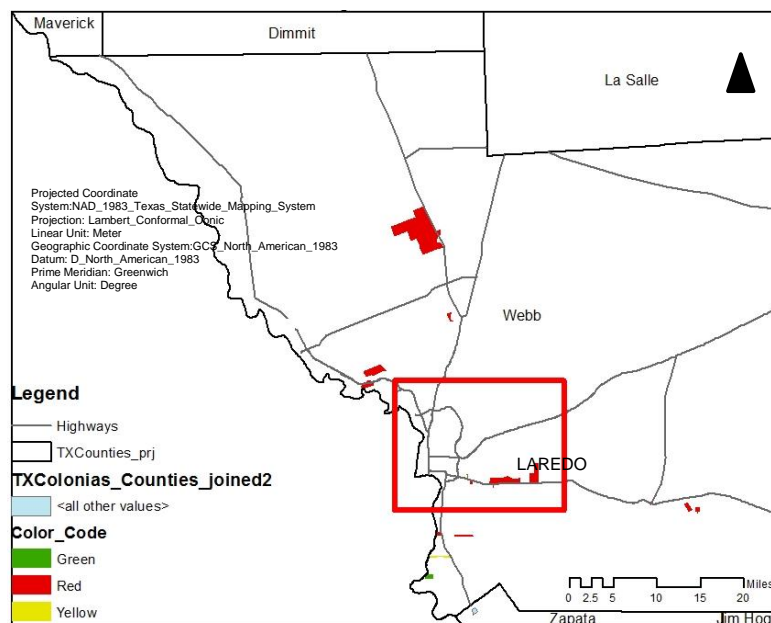 Maverick
Dimmit
La Salle
Projected Coordinate
System:NAD_1983_Texas_Statewide_Mapping_System
Projection: Lambert_Conformal_Conic
Linear Unit: Meter
Geographic Coordinate System:GCS_North_American_1983
Datum: D_North_American_1983
Prime Meridian: Greenwich
Angular Unit: Degree
Webb
LAREDO
Legend
Highways
TXCounties_prj
TXColonias_Counties_joined2
<all other values>
Color_Code
Green
Red
Yellow
Miles
0 2.5 5 10 15 20
Zapata
Jim Hog